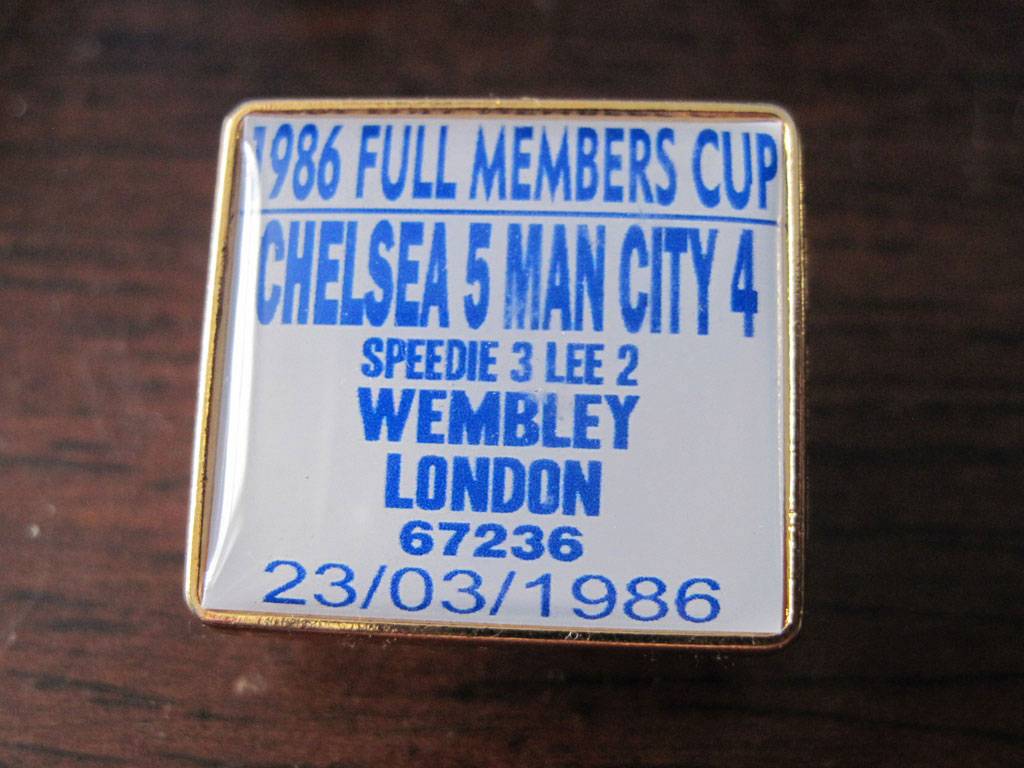 1986 FULL MEMBERS CUP
CHELSEA 5 MAN CITY 4
SPEEDIE 3 LEE 2
WEMBLEY
LONDON
67236
23/03/1986